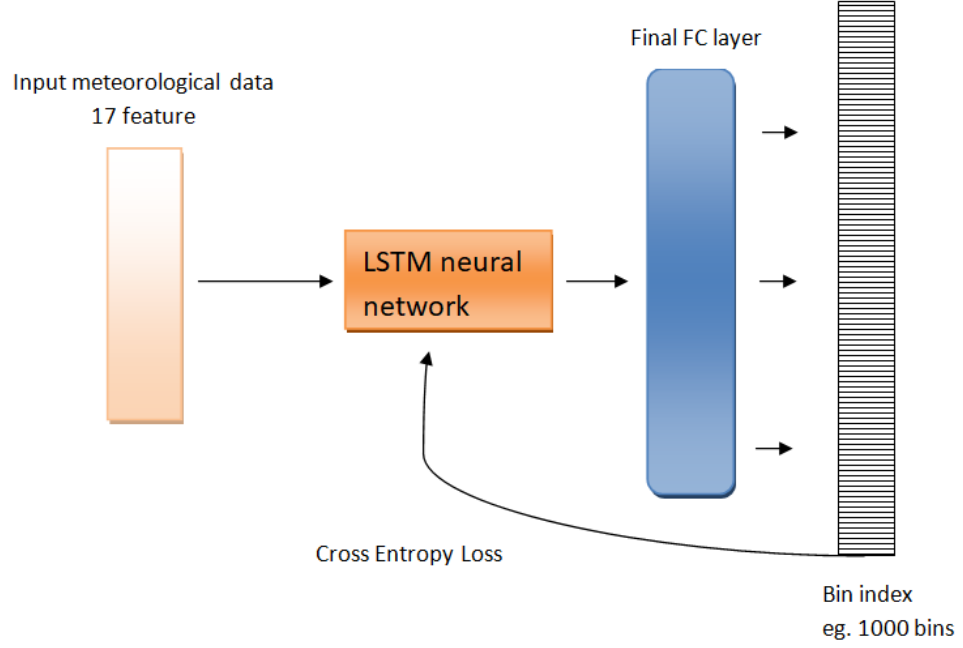 Final FC layer
Input meteorological data
17 feature
LSTM neural
network
Cross Entropy Loss
Bin index
eg. 1000 bins